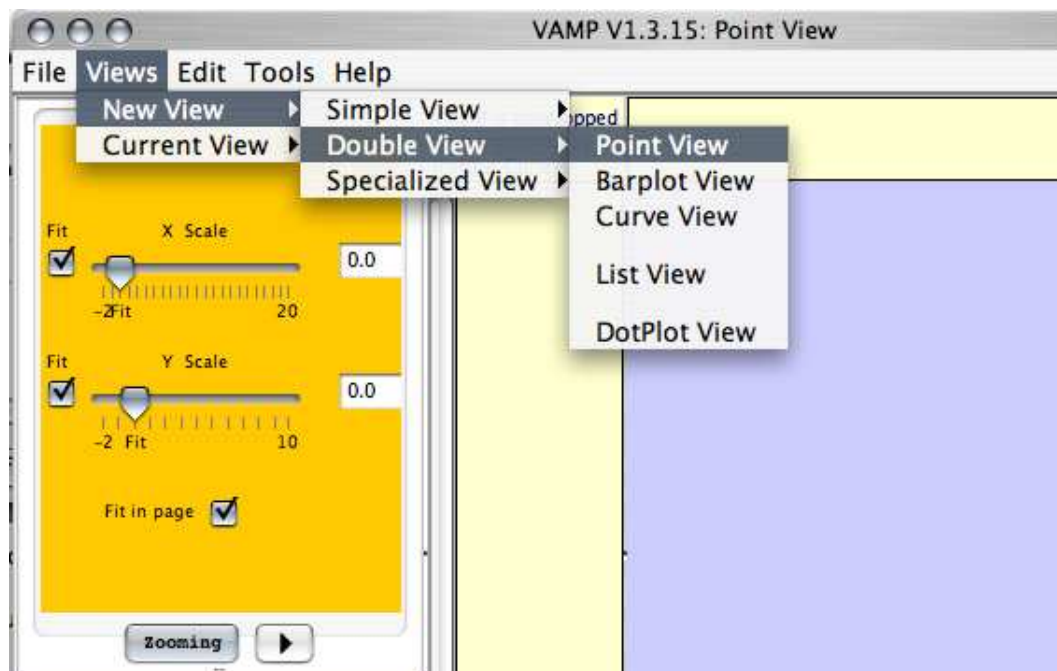 VAMP V1.3.15: Point View
File Views Edit Tools Help
New View
Current View
Simple View
Double View
Specialized View
Point View
Barplot View
Curve View
List View
DotPlot View
Fit X Scale
0.0
-2 Fit 20
Fit Y Scale
0.0
-2 Fit 10
Fit in page
Zooming